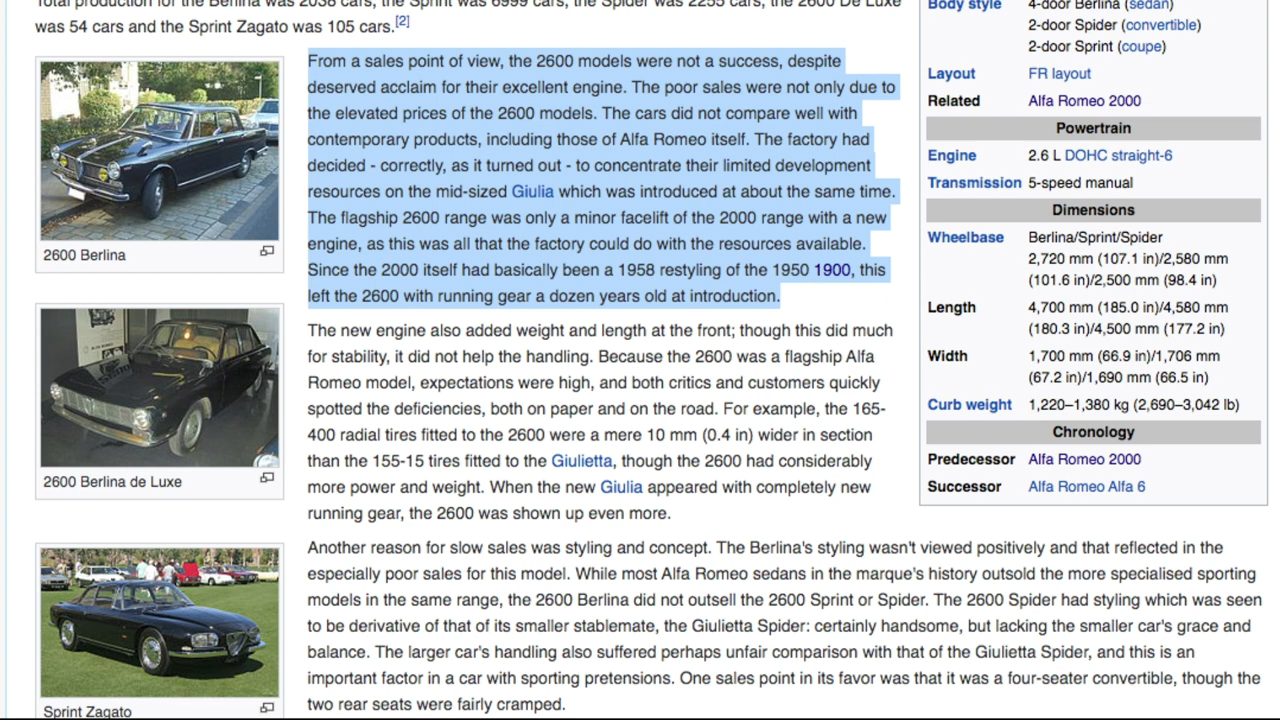 Total production for the Berlina was 2038 cars, the Sprint was 6999 cars, the Spider was 2255 cars, the 2600 De Luxe
was 54 cars and the Sprint Zagato was 105 cars.[2]
2600 Berlina
2600 Berlina de Luxe
Sprint Zagato
From a sales point of view, the 2600 models were not a success, despite
deserved acclaim for their excellent engine. The poor sales were not only due to
the elevated prices of the 2600 models. The cars did not compare well with
contemporary products, including those of Alfa Romeo itself. The factory had
decided - correctly, as it turned out - to concentrate their limited development
resources on the mid-sized Giulia which was introduced at about the same time.
The flagship 2600 range was only a minor facelift of the 2000 range with a new
engine, as this was all that the factory could do with the resources available.
Since the 2000 itself had basically been a 1958 restyling of the 1950 1900, this
left the 2600 with running gear a dozen years old at introduction.
The new engine also added weight and length at the front; though this did much
for stability, it did not help the handling. Because the 2600 was a flagship Alfa
Romeo model, expectations were high, and both critics and customers quickly
spotted the deficiencies, both on paper and on the road. For example, the 165-
400 radial tires fitted to the 2600 were a mere 10 mm (0.4 in) wider in section
than the 155-15 tires fitted to the Giulietta, though the 2600 had considerably
more power and weight. When the new Giulia appeared with completely new
running gear, the 2600 was shown up even more.
Another reason for slow sales was styling and concept. The Berlina's styling wasn't viewed positively and that reflected in the
especially poor sales for this model. While most Alfa Romeo sedans in the marque's history outsold the more specialised sporting
models in the same range, the 2600 Berlina did not outsell the 2600 Sprint or Spider. The 2600 Spider had styling which was seen
to be derivative of that of its smaller stablemate, the Giulietta Spider: certainly handsome, but lacking the smaller car's grace and
balance. The larger car's handling also suffered perhaps unfair comparison with that of the Giulietta Spider, and this is an
important factor in a car with sporting pretensions. One sales point in its favor was that it was a four-seater convertible, though the
two rear seats were fairly cramped.
Body style 4-door Berlina (sedan)
2-door Spider (convertible)
2-door Sprint (coupe)
Layout FR layout
Related Alfa Romeo 2000
Powertrain
Engine 2.6 L DOHC straight-6
Transmission 5-speed manual
Dimensions
Wheelbase Berlina/Sprint/Spider
2,720 mm (107.1 in)/2,580 mm
(101.6 in)/2,500 mm (98.4 in)
Length 4,700 mm (185.0 in)/4,580 mm
(180.3 in)/4,500 mm (177.2 in)
Width 1,700 mm (66.9 in)/1,706 mm
(67.2 in)/1,690 mm (66.5 in)
Curb weight 1,220–1,380 kg (2,690–3,042 lb)
Chronology
Predecessor Alfa Romeo 2000
Successor Alfa Romeo Alfa 6